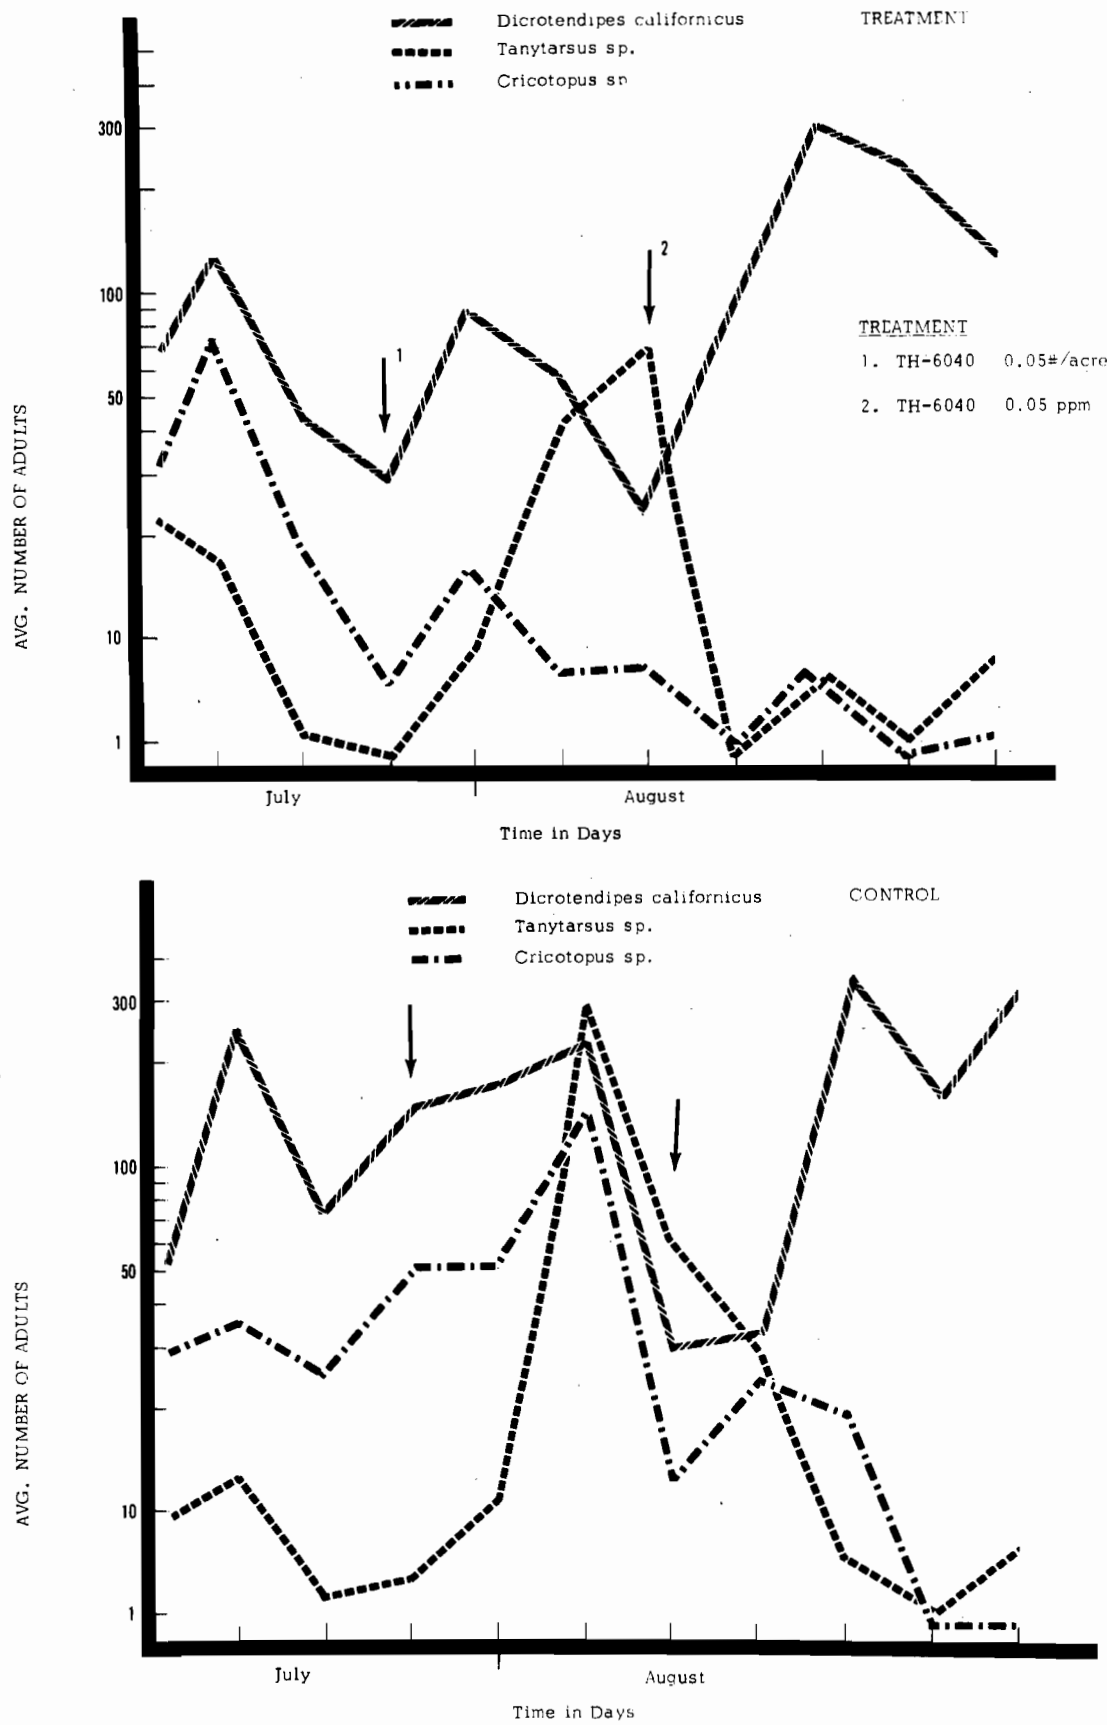 Dicrotendipes californicus TREATMENT
Tanytarsus sp.
Cricotopus sp
300
100
50
10
1
AVG. NUMBER OF ADULTS
1
2
TREATMENT
1. TH-6040 0.05#/acre
2. TH-6040 0.05 ppm
July August
Time in Days
Dicrotendipes californicus CONTROL
Tanytarsus sp.
Cricotopus sp.
300
100
50
10
1
AVG. NUMBER OF ADULTS
July August
Time in Days